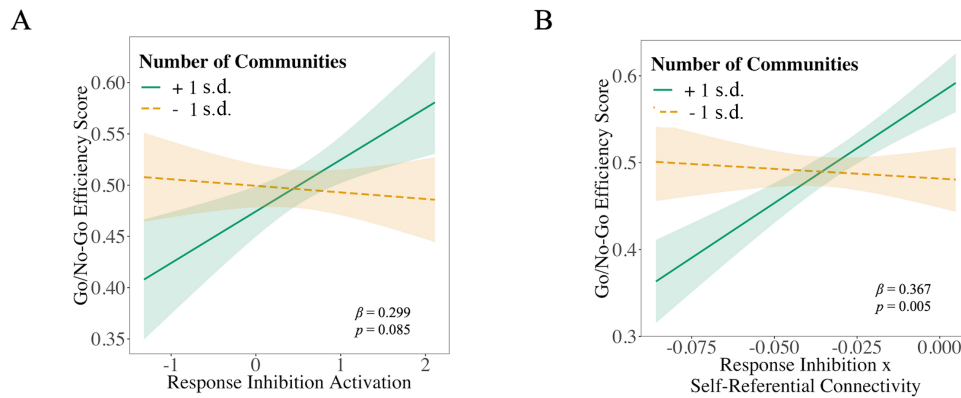 A
Number of Communities
+ 1 s.d.
- 1 s.d.
Go/No-Go Efficiency Score
0.60
0.55
0.50
0.45
0.40
0.35
β = 0.299
p = 0.085
-1
0
1
2
Response Inhibition Activation
B
Number of Communities
+ 1 s.d.
- 1 s.d.
Go/No-Go Efficiency Score
0.6
0.5
0.4
0.3
β = 0.367
p = 0.005
-0.075
-0.050
-0.025
0.000
Response Inhibition x
Self-Referential Connectivity